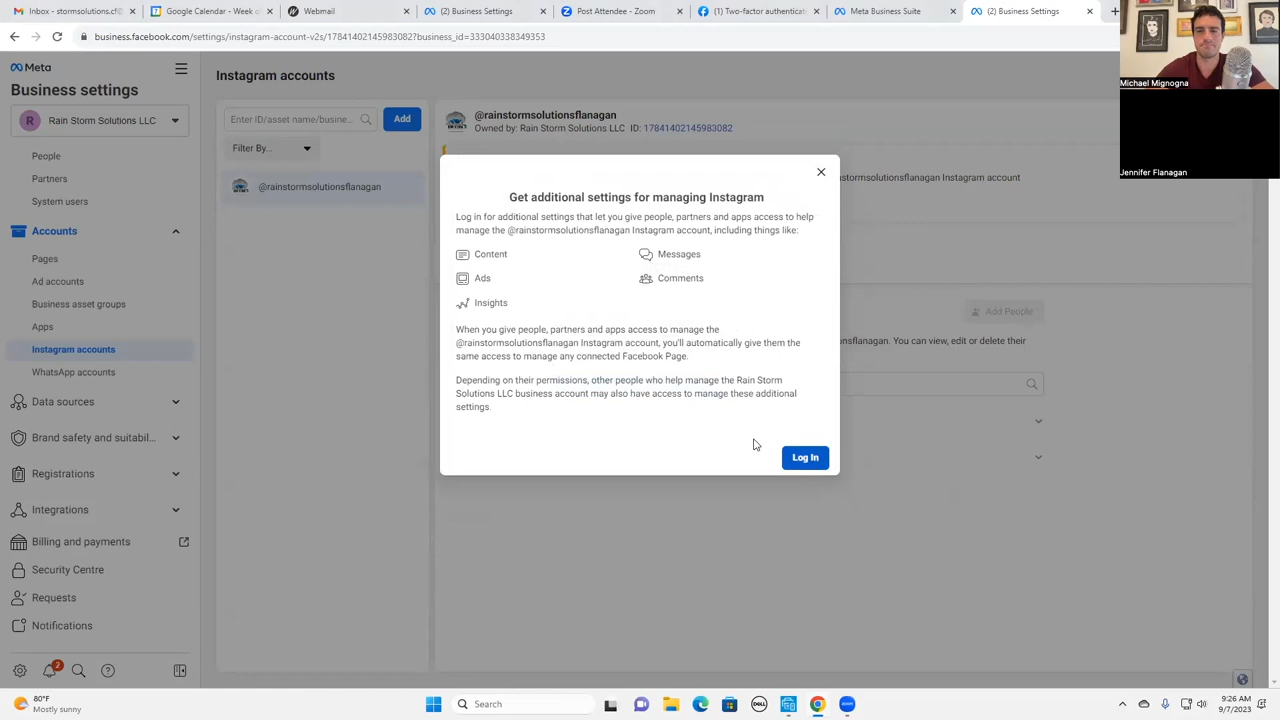 Google Calendar - Week o
Webmail
(2) Business Settings
Post Attendee - Zoom
(1) Two-factor authentic
Meta Business Suite
(2) Business Settings
business.facebook.com/settings/instagram-account-v2s/17841402145983082?business_id=333040338349353
Meta
Business settings
R
Rain Storm Solutions LLC
People
Partners
System users
Accounts
Pages
Ad accounts
Business asset groups
Apps
Instagram accounts
WhatsApp accounts
Data sources
Brand safety and suitabil...
Registrations
Integrations
Billing and payments
Security Centre
Requests
Notifications
2
Instagram accounts
Enter ID/asset name/busine...
Add
Filter By...
@rainstormsolutionsflanagan
@rainstormsolutionsflanagan
Owned by: Rain Storm Solutions LLC ID: 17841402145983082
stormsolutionsflanagan Instagram account
Add People
nsflanagan. You can view, edit or delete their
Get additional settings for managing Instagram
Log in for additional settings that let you give people, partners and apps access to help
manage the @rainstormsolutionsflanagan Instagram account, including things like:
Content
Messages
Ads
Comments
Insights
When you give people, partners and apps access to manage the
@rainstormsolutionsflanagan Instagram account, you'll automatically give them the
same access to manage any connected Facebook Page.
Depending on their permissions, other people who help manage the Rain Storm
Solutions LLC business account may also have access to manage these additional
settings.
Log In
Michael Mignogna
Jennifer Flanagan
80°F
Mostly sunny
Search
DELL
zoom
9:26 AM
9/7/2023